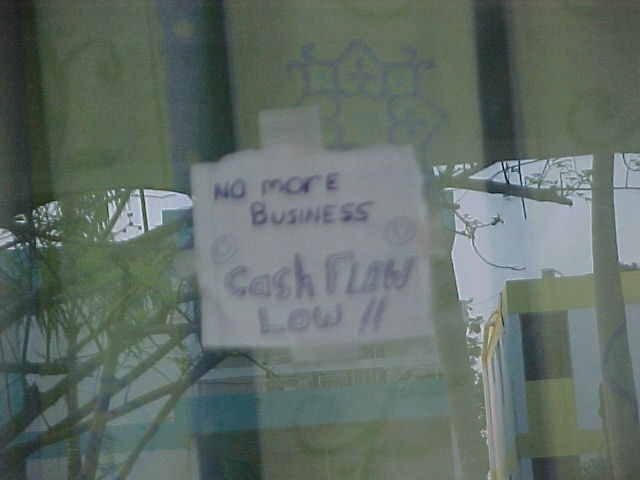 NO MORE
BUSINESS
Cash FLOW
LOW !!